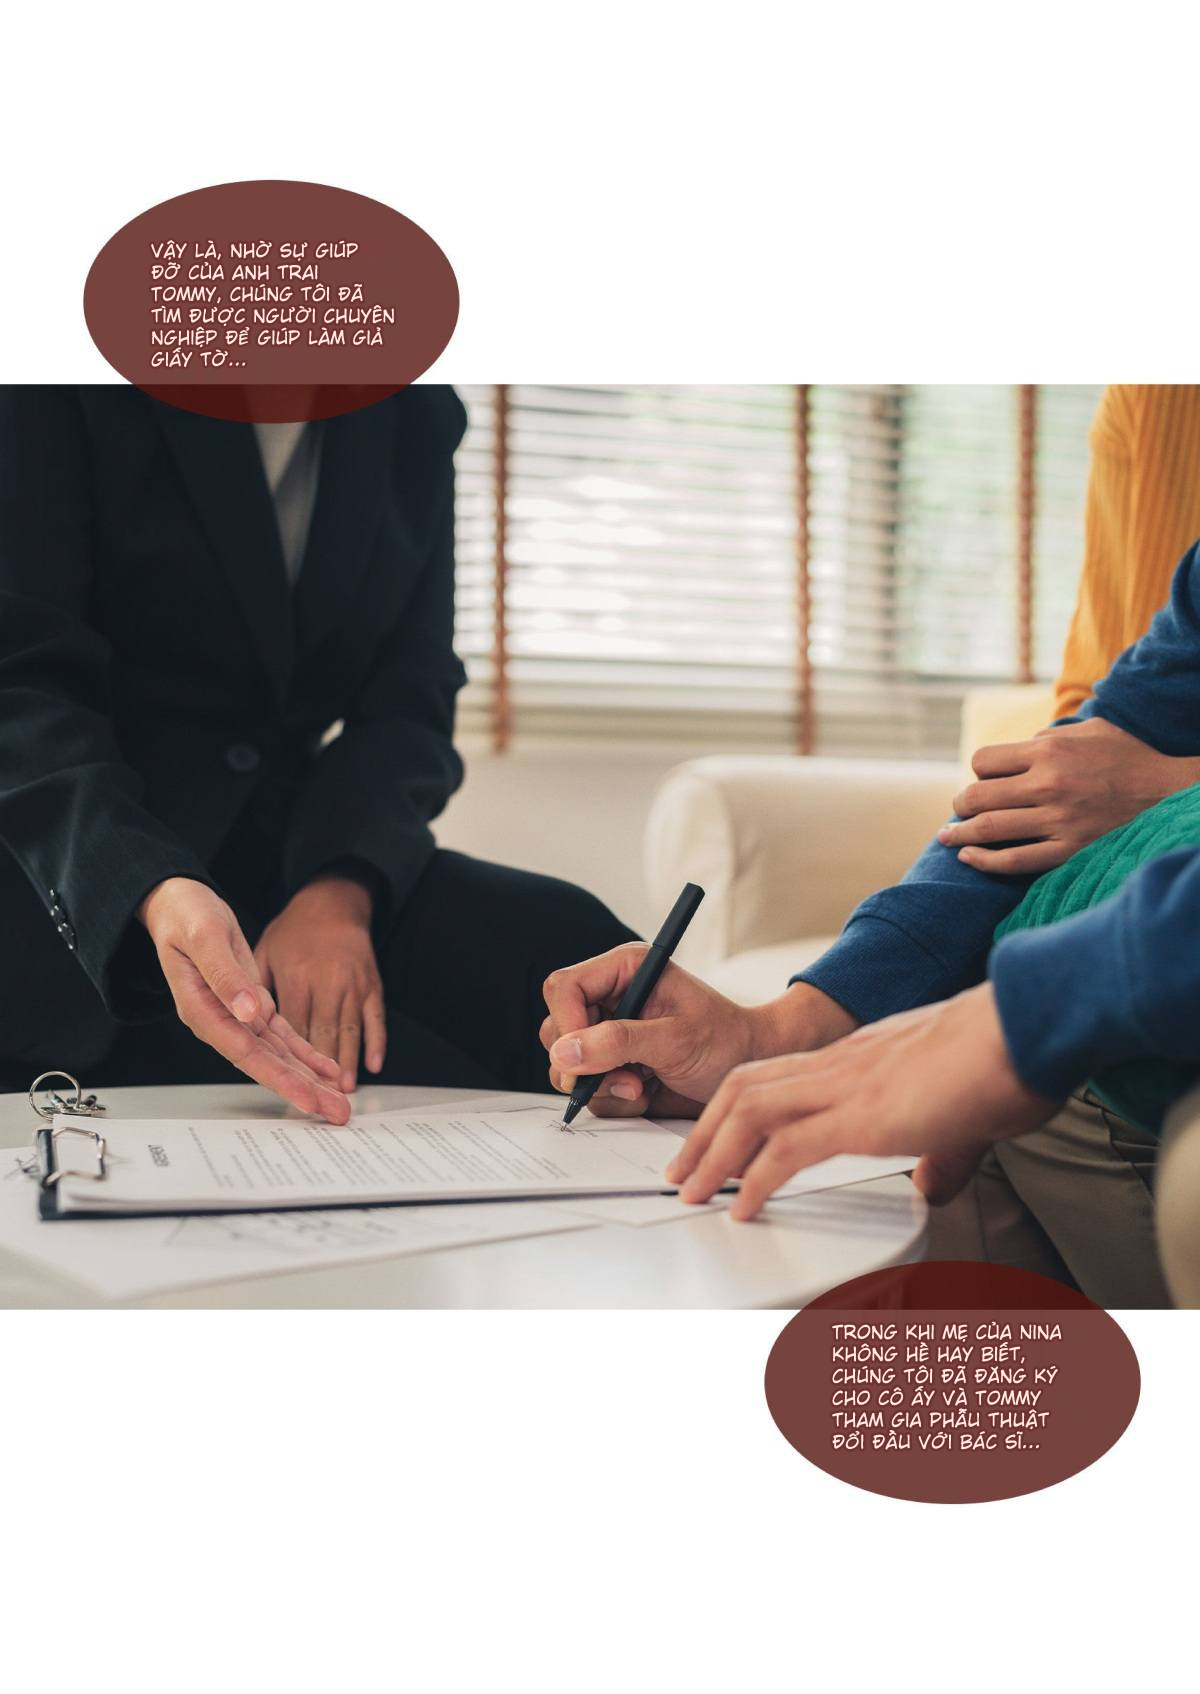 VẬY LÀ, NHỜ SỰ GIÚP
ĐỠ CỦA ANH TRAI
TOMMY, CHÚNG TÔI ĐÃ
TÌM ĐƯỢC NGƯỜI CHUYÊN
NGHIỆP ĐỂ GIÚP LÀM GIẢ
GIẤY TỜ...
TRONG KHI MẸ CỦA NINA
KHÔNG HỀ HAY BIẾT,
CHÚNG TÔI ĐÃ ĐĂNG KÝ
CHO CÔ ẤY VÀ TOMMY
THAM GIA PHẪU THUẬT
ĐỔI ĐẦU VỚI BÁC SĨ...